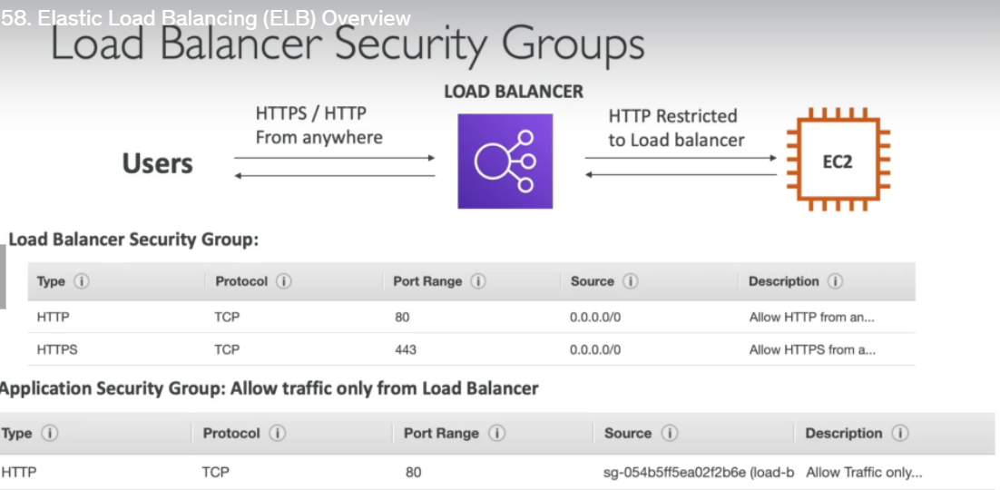 58. Elastic Load Balancing (ELB) Overview
Load Balancer Security Groups
LOAD BALANCER
HTTPS / HTTP
From anywhere
HTTP Restricted
to Load balancer
Users
EC2
Load Balancer Security Group:
Type Protocol Port Range Source Description
HTTP TCP 80 0.0.0.0/0 Allow HTTP from an...
HTTPS TCP 443 0.0.0.0/0 Allow HTTPS from a...
Application Security Group: Allow traffic only from Load Balancer
Type Protocol Port Range Source Description
HTTP TCP 80 sg-054b5ff5ea02f2b6e (load-b Allow Traffic only...